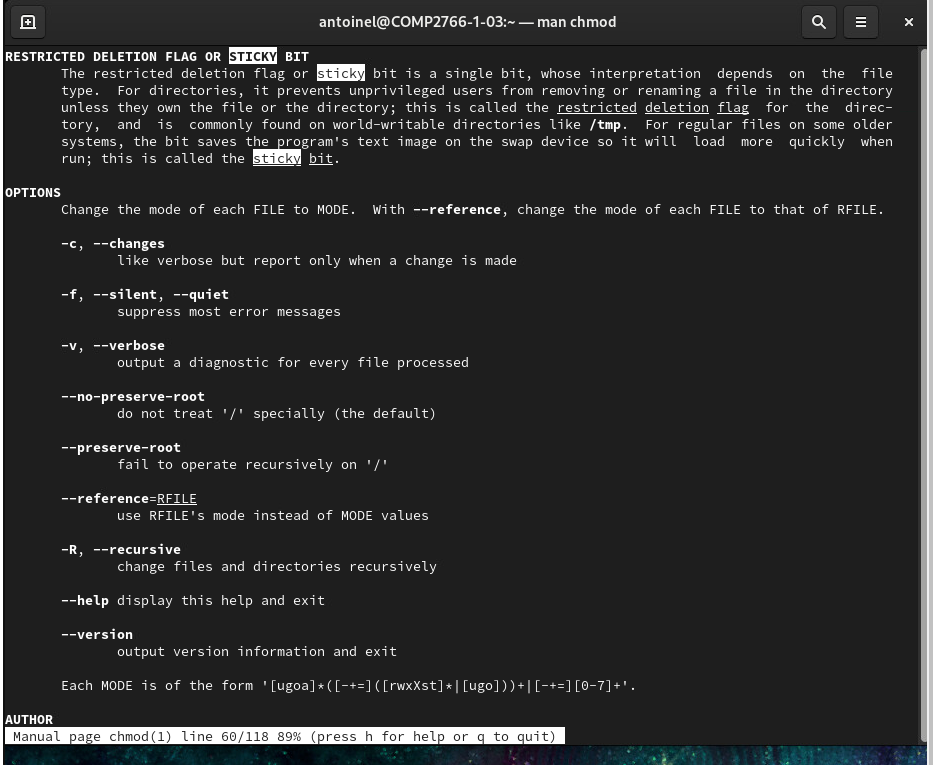 antoinel@COMP2766-1-03:~ — man chmod
RESTRICTED DELETION FLAG OR STICKY BIT
The restricted deletion flag or sticky bit is a single bit, whose interpretation depends on the file
type. For directories, it prevents unprivileged users from removing or renaming a file in the directory
unless they own the file or the directory; this is called the restricted deletion flag for the direc-
tory, and is commonly found on world-writable directories like /tmp. For regular files on some older
systems, the bit saves the program's text image on the swap device so it will load more quickly when
run; this is called the sticky bit.
OPTIONS
Change the mode of each FILE to MODE. With --reference, change the mode of each FILE to that of RFILE.
-c, --changes
like verbose but report only when a change is made
-f, --silent, --quiet
suppress most error messages
-v, --verbose
output a diagnostic for every file processed
--no-preserve-root
do not treat '/' specially (the default)
--preserve-root
fail to operate recursively on '/'
--reference=RFILE
use RFILE's mode instead of MODE values
-R, --recursive
change files and directories recursively
--help display this help and exit
--version
output version information and exit
Each MODE is of the form '[ugoa]*([-+=]([rwxXst]*|[ugo]))+|[-+=][0-7]+'.
AUTHOR
Manual page chmod(1) line 60/118 89% (press h for help or q to quit)